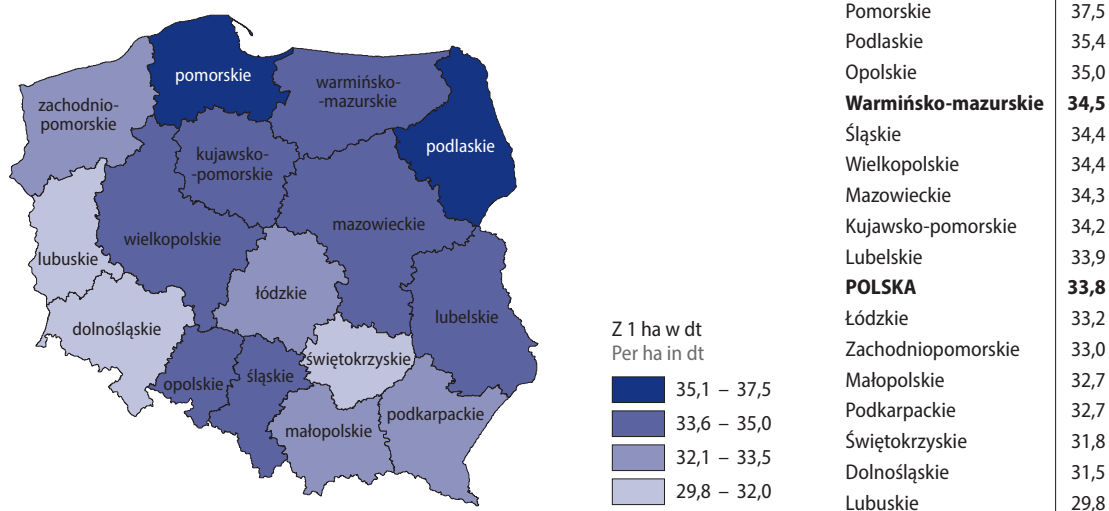 pomorskie
warmińsko-
-mazurskie
zachodnio-
pomorskie
podlaskie
kujawsko-
-pomorskie
mazowieckie
wielkopolskie
lubuskie
łódzkie
lubelskie
dolnośląskie
świętokrzyskie
opolskie
śląskie
podkarpackie
małopolskie
Z 1 ha w dt
Per ha in dt
35,1 – 37,5
33,6 – 35,0
32,1 – 33,5
29,8 – 32,0
Pomorskie 37,5
Podlaskie 35,4
Opolskie 35,0
Warmińsko-mazurskie 34,5
Śląskie 34,4
Wielkopolskie 34,4
Mazowieckie 34,3
Kujawsko-pomorskie 34,2
Lubelskie 33,9
POLSKA 33,8
Łódzkie 33,2
Zachodniopomorskie 33,0
Małopolskie 32,7
Podkarpackie 32,7
Świętokrzyskie 31,8
Dolnośląskie 31,5
Lubuskie 29,8